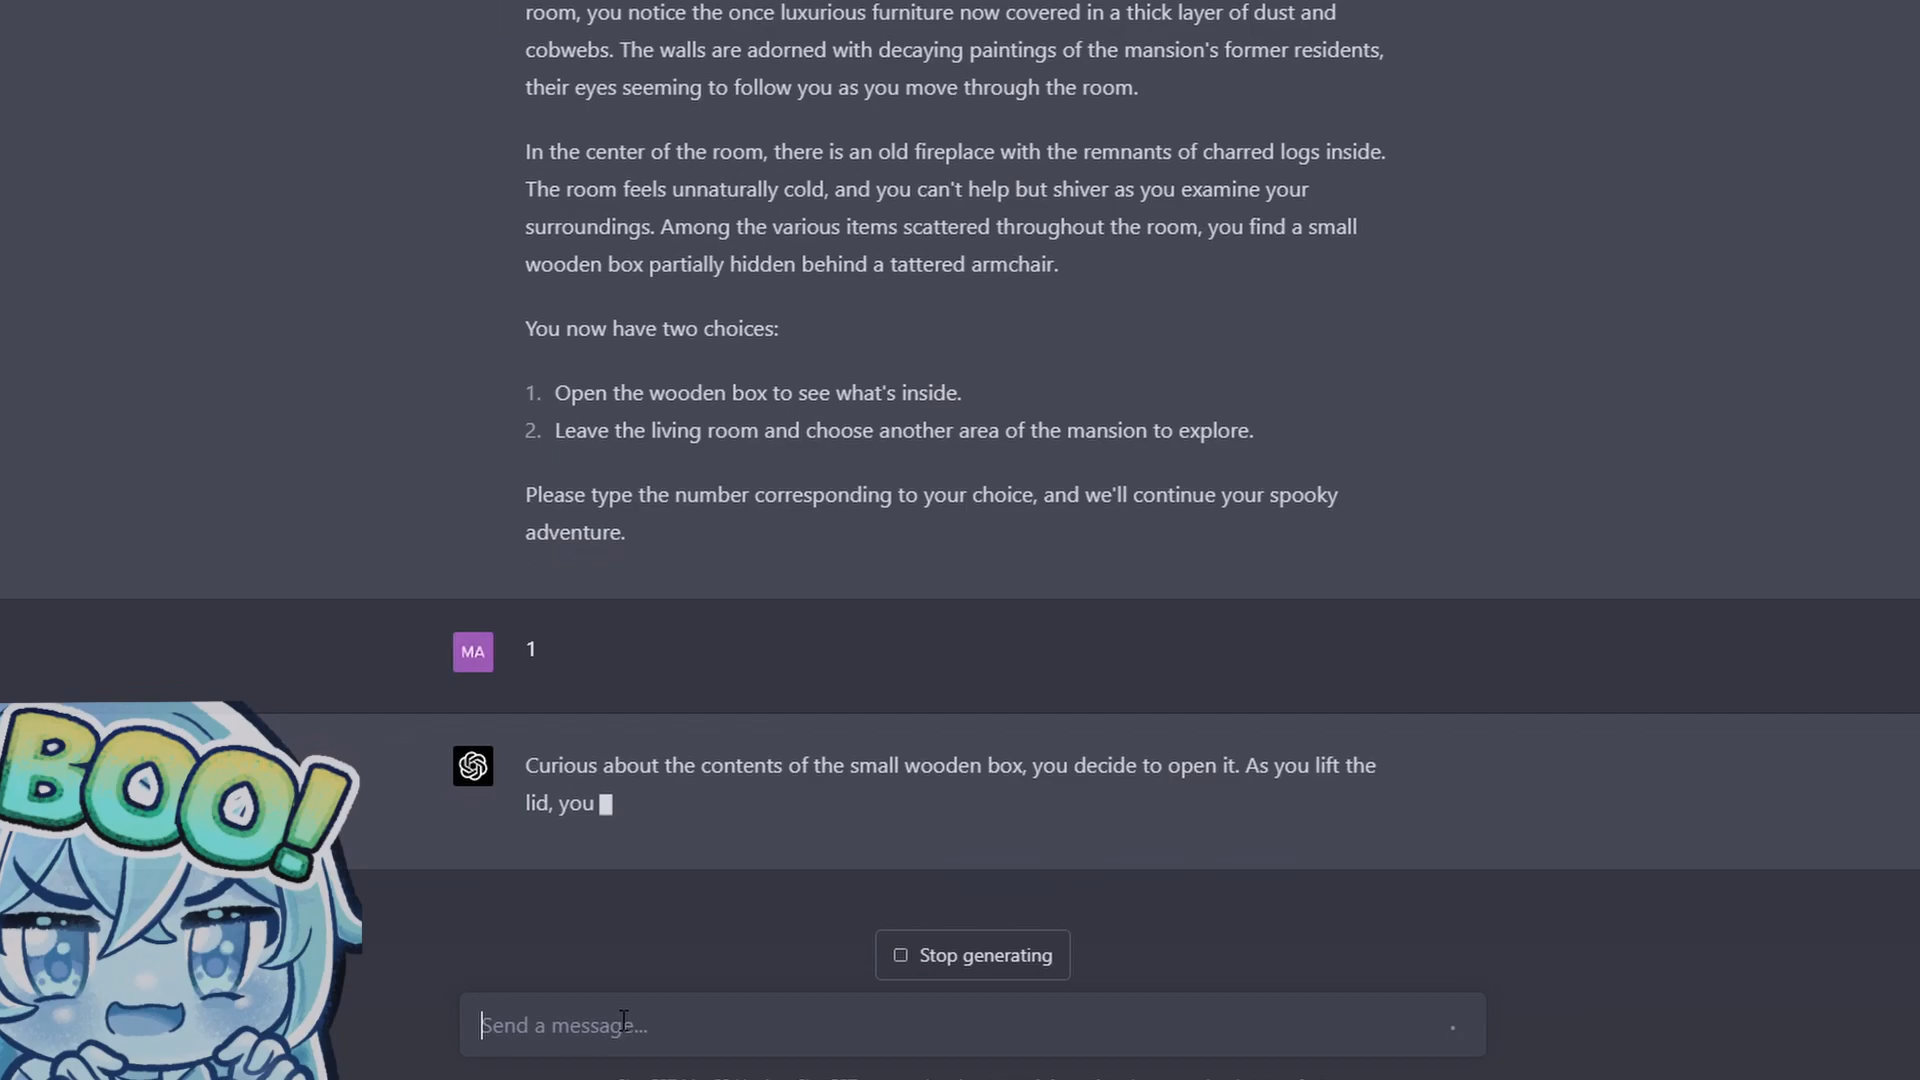 room, you notice the once luxurious furniture now covered in a thick layer of dust and
cobwebs. The walls are adorned with decaying paintings of the mansion's former residents,
their eyes seeming to follow you as you move through the room.
In the center of the room, there is an old fireplace with the remnants of charred logs inside.
The room feels unnaturally cold, and you can't help but shiver as you examine your
surroundings. Among the various items scattered throughout the room, you find a small
wooden box partially hidden behind a tattered armchair.
You now have two choices:
1. Open the wooden box to see what's inside.
2. Leave the living room and choose another area of the mansion to explore.
Please type the number corresponding to your choice, and we'll continue your spooky
adventure.
MA 1
Curious about the contents of the small wooden box, you decide to open it. As you lift the
lid, you
BOO!
Stop generating
Send a message...